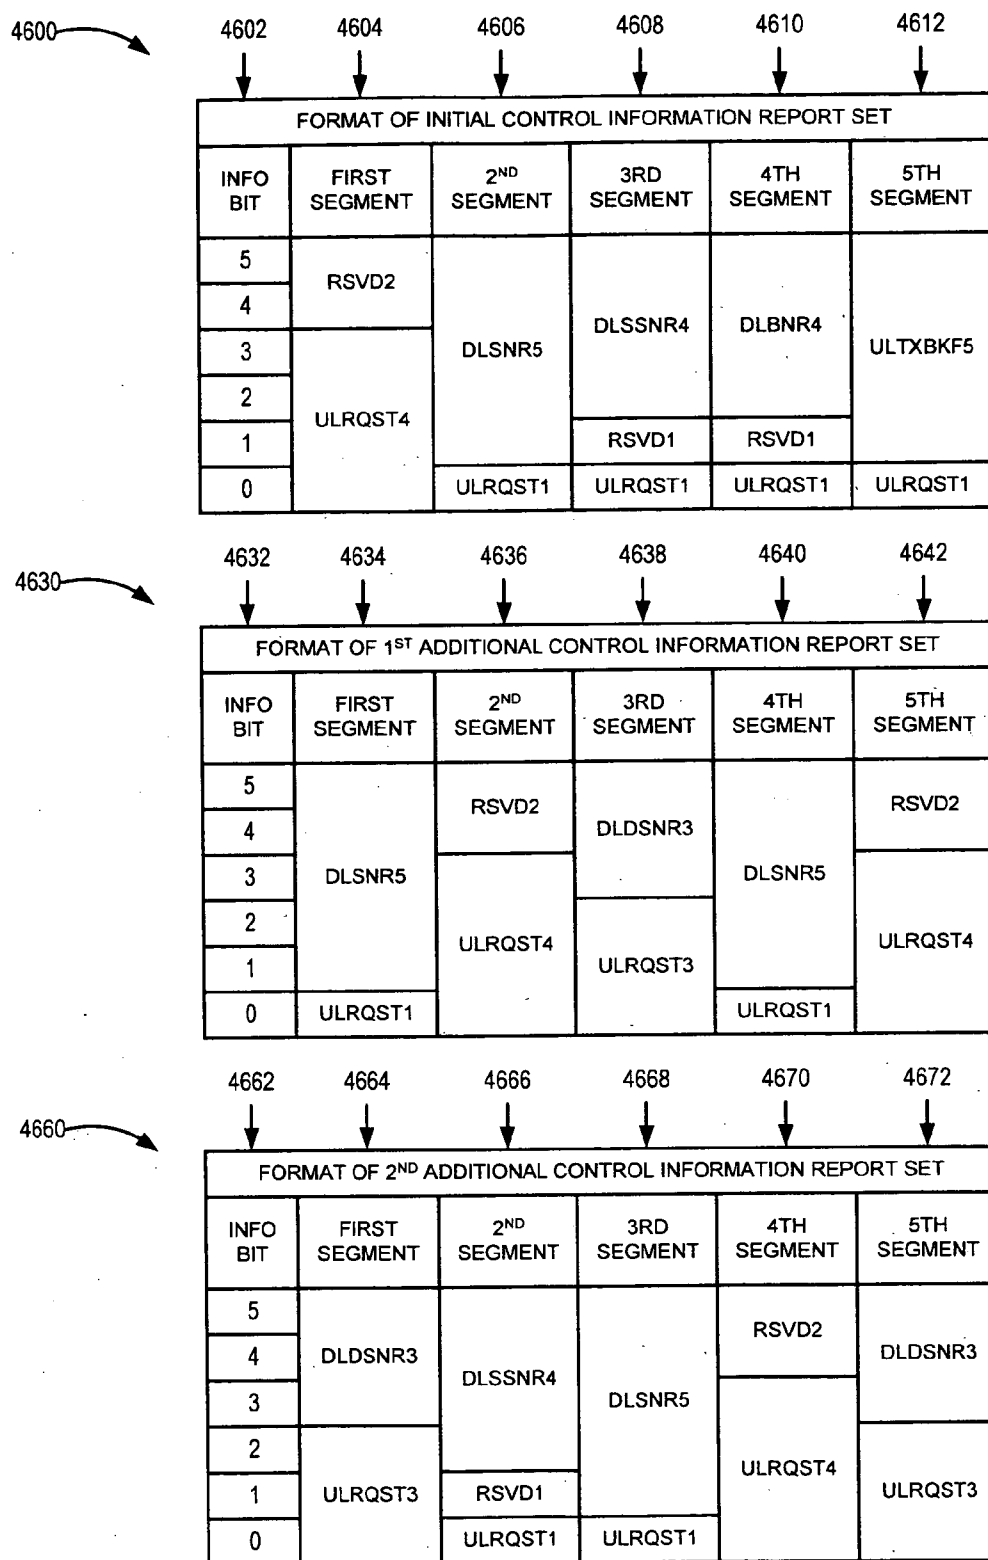 4600
4602 4604 4606 4608 4610 4612
FORMAT OF INITIAL CONTROL INFORMATION REPORT SET
INFO BIT FIRST SEGMENT 2ND SEGMENT 3RD SEGMENT 4TH SEGMENT 5TH SEGMENT
5
4
3
2
1
0
RSVD2
ULRQST4
DLSNR5
ULRQST1
DLSSNR4
RSVD1
ULRQST1
DLBNR4
RSVD1
ULRQST1
ULTXBKF5
ULRQST1
4630
4632 4634 4636 4638 4640 4642
FORMAT OF 1ST ADDITIONAL CONTROL INFORMATION REPORT SET
INFO BIT FIRST SEGMENT 2ND SEGMENT 3RD SEGMENT 4TH SEGMENT 5TH SEGMENT
5
4
3
2
1
0
DLSNR5
ULRQST1
RSVD2
ULRQST4
DLDSNR3
ULRQST3
DLSNR5
ULRQST1
RSVD2
ULRQST4
4660
4662 4664 4666 4668 4670 4672
FORMAT OF 2ND ADDITIONAL CONTROL INFORMATION REPORT SET
INFO BIT FIRST SEGMENT 2ND SEGMENT 3RD SEGMENT 4TH SEGMENT 5TH SEGMENT
5
4
3
2
1
0
DLDSNR3
ULRQST3
DLSSNR4
RSVD1
ULRQST1
DLSNR5
ULRQST1
RSVD2
ULRQST4
DLDSNR3
ULRQST3